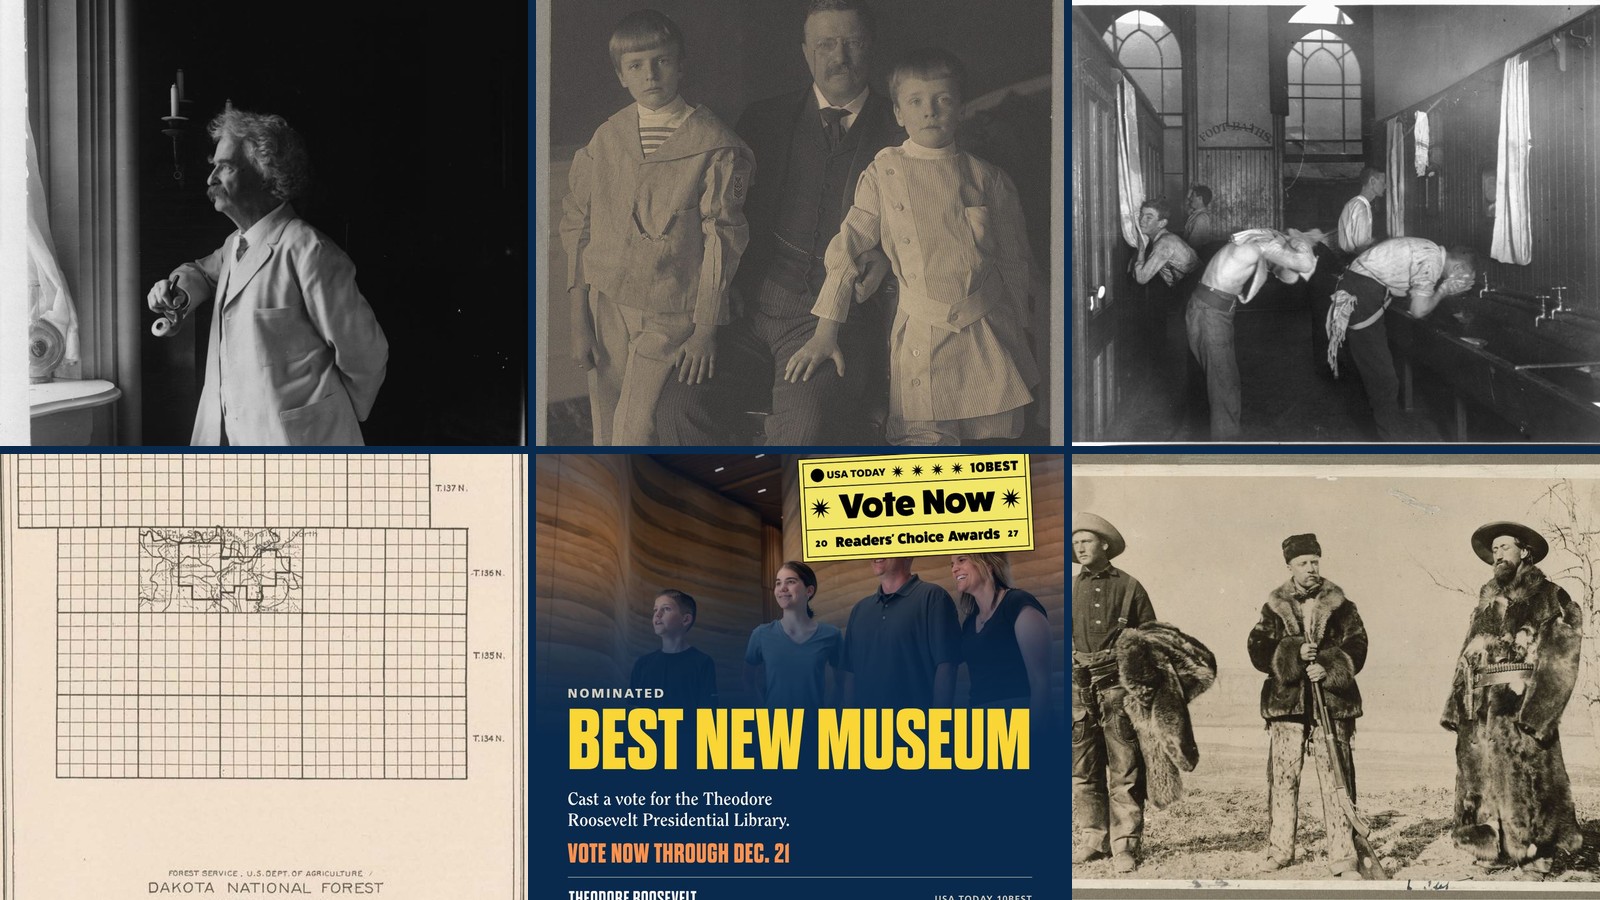 FOOT BATHS
T.137 N.
T.136 N.
T.135 N.
T.134 N.
FOREST SERVICE, U.S. DEPT. OF AGRICULTURE
DAKOTA NATIONAL FOREST
USA TODAY 10BEST
Vote Now
20 Readers' Choice Awards 27
NOMINATED
BEST NEW MUSEUM
Cast a vote for the Theodore
Roosevelt Presidential Library.
VOTE NOW THROUGH DEC. 21
THEODORE ROOSEVELT
USA TODAY 10BEST